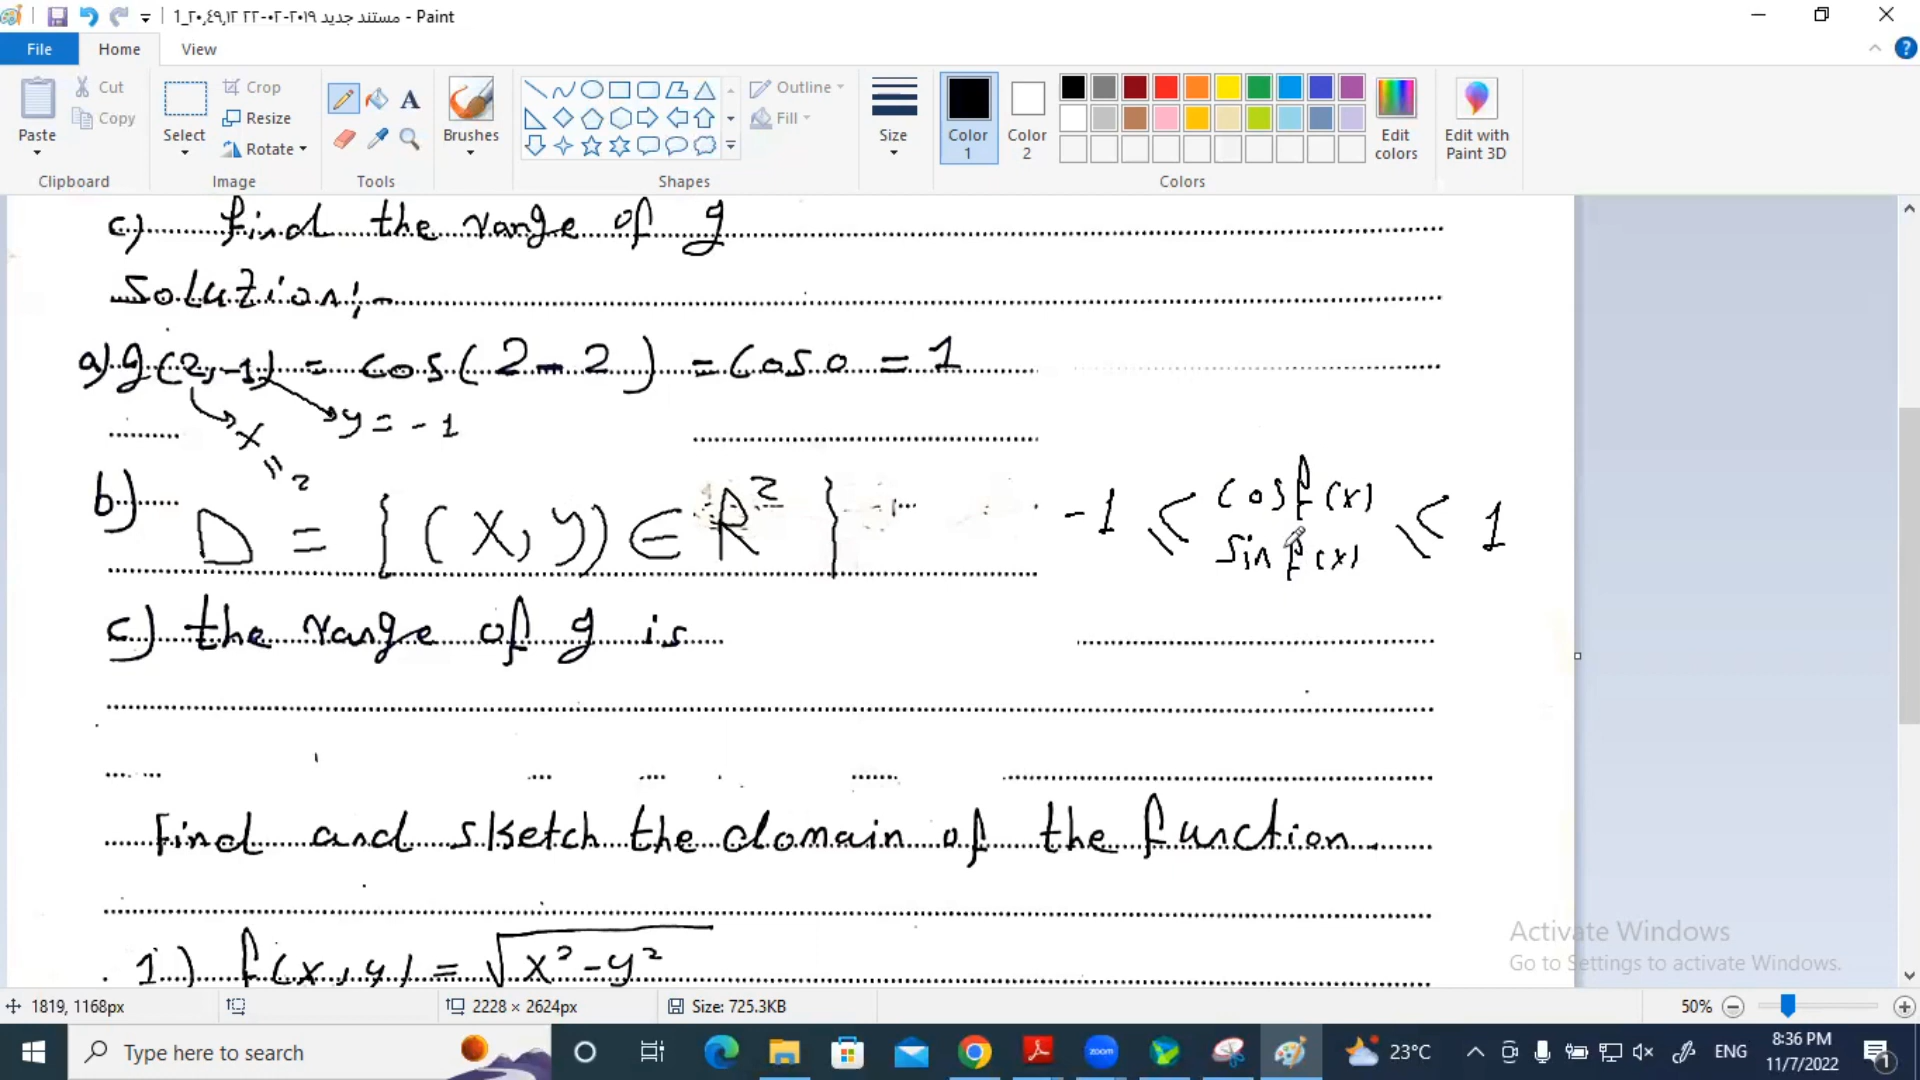 مستند جديد ٢٠١٩-٠٢-٢٢ ٢٠,٤٩,١٢_1 - Paint
File Home View
Paste
Cut
Copy
Clipboard
Select
Crop
Resize
Rotate
Image
Tools
Brushes
Shapes
Outline
Fill
Size
Color 1
Color 2
Edit colors
Colors
Edit with Paint 3D
c) find the range of g
Solution:-
a) g(2,-1) = cos(2-2) = cos 0 = 1
x = 2
y = -1
b) D = {(x,y) ∈ R² }
-1 ≤ cos f(x) ≤ 1
sin f(x)
c) the range of g is
Find and sketch the domain of the function.
1) f(x,y) = √x²-y²
Activate Windows
Go to Settings to activate Windows.
1819, 1168px
2228 × 2624px
Size: 725.3KB
50%
Type here to search
zoom
23°C
ENG
8:36 PM
11/7/2022
1